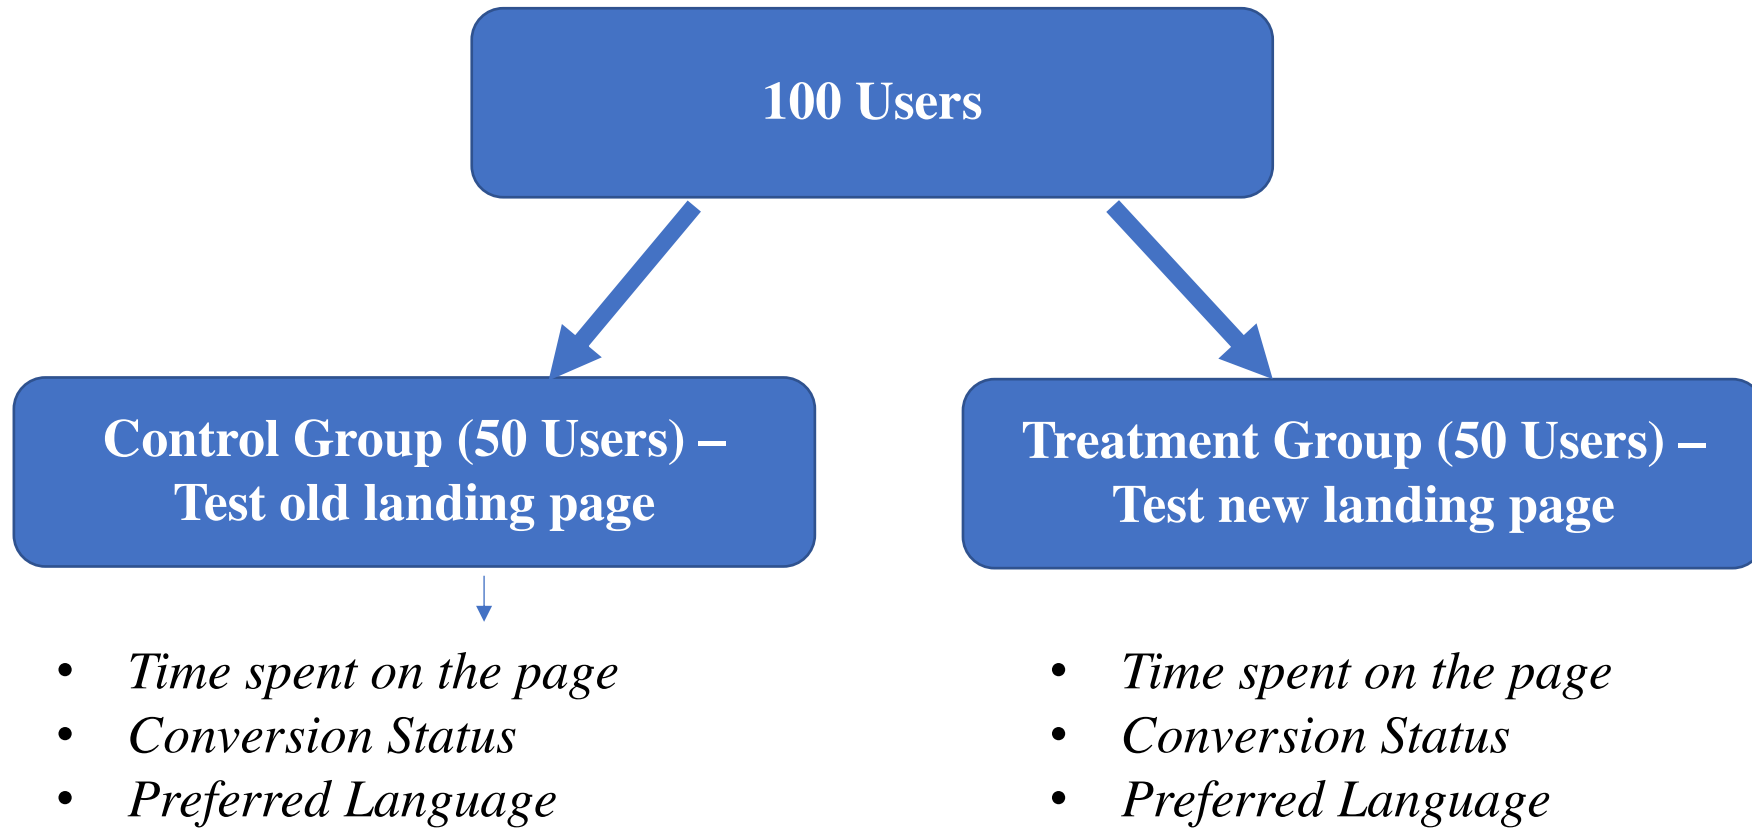 100 Users
Control Group (50 Users) –
Test old landing page
Treatment Group (50 Users) –
Test new landing page
• Time spent on the page
• Conversion Status
• Preferred Language
• Time spent on the page
• Conversion Status
• Preferred Language